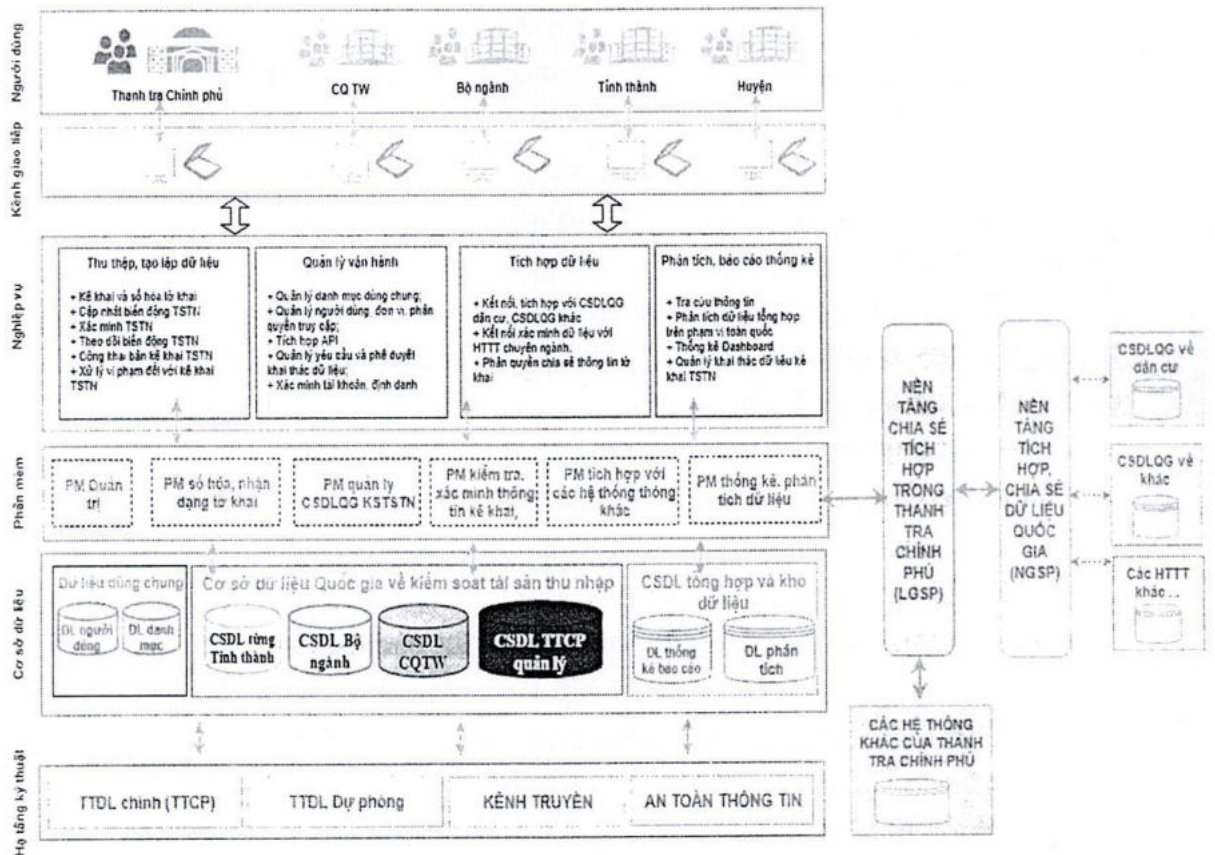 Người dùng
Thanh tra Chính phủ
CQ TW
Bộ ngành
Tỉnh thành
Huyện
Kênh giao tiếp
Nghiệp vụ
Thu thập, tạo lập dữ liệu
+ Kê khai và số hóa tờ khai
+ Cập nhật biến động TSTN
+ Xác minh TSTN
+ Theo dõi biến động TSTN
+ Công khai bản kê khai TSTN
+ Xử lý vi phạm đối với kê khai
TSTN
Quản lý vận hành
+ Quản lý danh mục dùng chung;
+ Quản lý người dùng, đơn vị, phân
quyền truy cập;
+ Tích hợp API
+ Quản lý yêu cầu và phê duyệt
khai thác dữ liệu;
+ Xác minh tài khoản, định danh
Tích hợp dữ liệu
+ Kết nối, tích hợp với CSDLQG
dân cư, CSDLQG khác
+ Kết nối xác minh dữ liệu với
HTTT chuyên ngành.
+ Phân quyền chia sẻ thông tin tờ
khai
Phân tích, báo cáo thống kê
+ Tra cứu thông tin
+ Phân tích dữ liệu tổng hợp
trên phạm vi toàn quốc
+ Thống kê Dashboard
+ Quản lý khai thác dữ liệu kê
khai TSTN
Phần mềm
PM Quản
trị
PM số hóa, nhận
dạng tờ khai
PM quản lý
CSDLQG KSTSTN
PM kiểm tra,
xác minh thông
tin kê khai,
PM tích hợp với
các hệ thống thông
khác
PM thống kê, phân
tích dữ liệu
Cơ sở dữ liệu
Dữ liệu dùng chung
DL người
dùng
DL danh
mục
Cơ sở dữ liệu Quốc gia về kiểm soát tài sản thu nhập
CSDL từng
Tỉnh thành
CSDL Bộ
ngành
CSDL
CQTW
CSDL TTCP
quản lý
CSDL tổng hợp và kho
dữ liệu
DL thống
kê báo cáo
DL phân
tích
Hạ tầng kỹ thuật
TTDL chính (TTCP)
TTDL Dự phòng
KÊNH TRUYỀN
AN TOÀN THÔNG TIN
NỀN
TẢNG
CHIA SẺ
TÍCH
HỢP
TRONG
THANH
TRA
CHÍNH
PHỦ
(LGSP)
NỀN
TẢNG
TÍCH
HỢP,
CHIA SẺ
DỮ LIỆU
QUỐC
GIA
(NGSP)
CSDLQG về
dân cư
CSDLQG về
khác
Các HTTT
khác ...
CÁC HỆ THỐNG
KHÁC CỦA THANH
TRA CHÍNH PHỦ